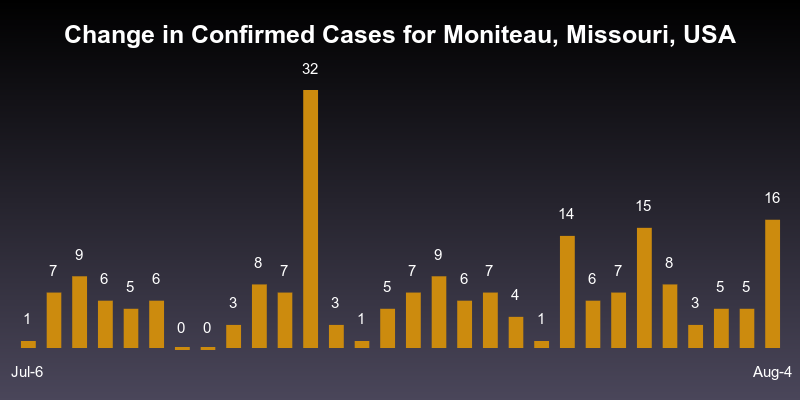 Change in Confirmed Cases for Moniteau, Missouri, USA
1 7 9 6 5 6 0 0 3 8 7 32 3 1 5 7 9 6 7 4 1 14 6 7 15 8 3 5 5 16
Jul-6 Aug-4